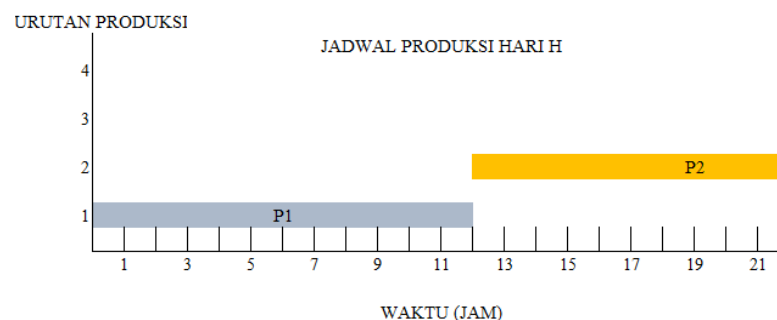 URUTAN PRODUKSI
JADWAL PRODUKSI HARI H
4
3
2
P2
1
P1
1 3 5 7 9 11 13 15 17 19 21
WAKTU (JAM)